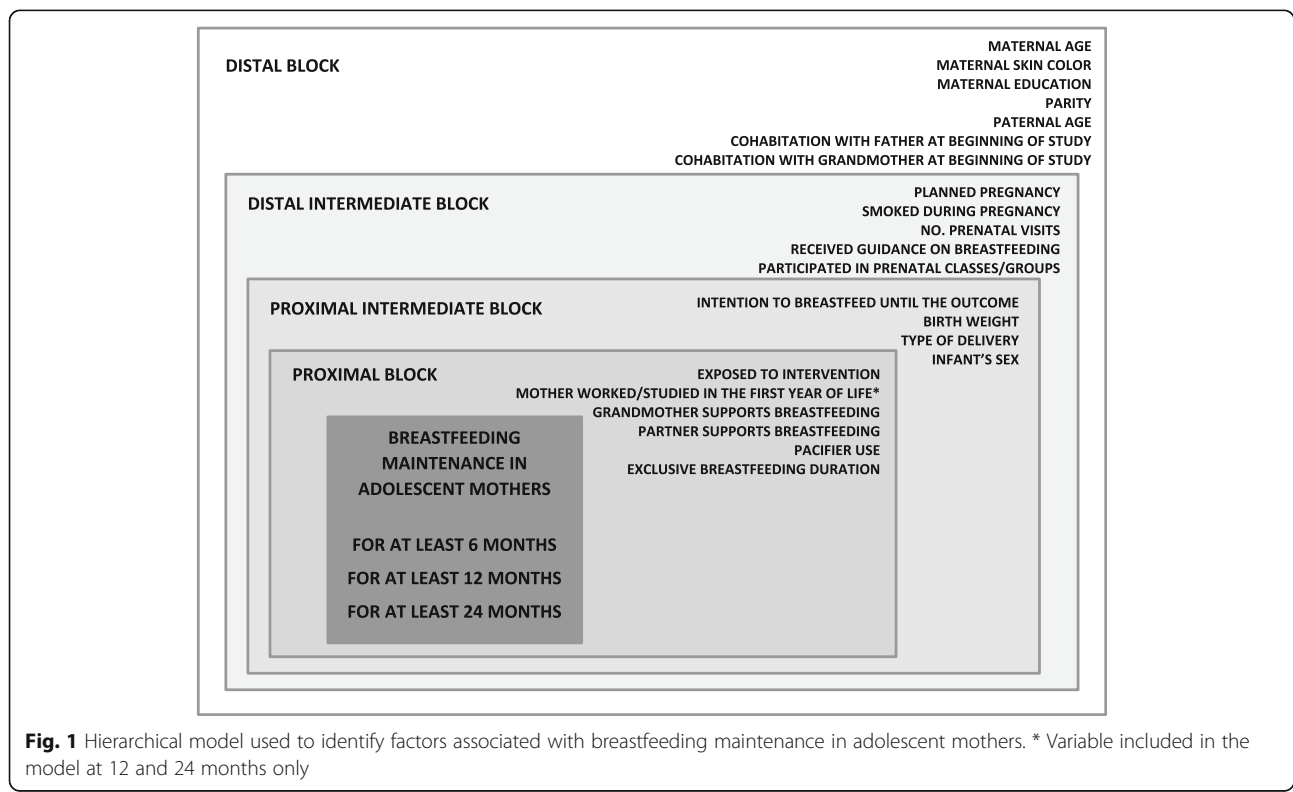 DISTAL BLOCK
MATERNAL AGE
MATERNAL SKIN COLOR
MATERNAL EDUCATION
PARITY
PATERNAL AGE
COHABITATION WITH FATHER AT BEGINNING OF STUDY
COHABITATION WITH GRANDMOTHER AT BEGINNING OF STUDY
DISTAL INTERMEDIATE BLOCK
PLANNED PREGNANCY
SMOKED DURING PREGNANCY
NO. PRENATAL VISITS
RECEIVED GUIDANCE ON BREASTFEEDING
PARTICIPATED IN PRENATAL CLASSES/GROUPS
PROXIMAL INTERMEDIATE BLOCK
INTENTION TO BREASTFEED UNTIL THE OUTCOME
BIRTH WEIGHT
TYPE OF DELIVERY
INFANT'S SEX
PROXIMAL BLOCK
EXPOSED TO INTERVENTION
MOTHER WORKED/STUDIED IN THE FIRST YEAR OF LIFE*
GRANDMOTHER SUPPORTS BREASTFEEDING
PARTNER SUPPORTS BREASTFEEDING
PACIFIER USE
EXCLUSIVE BREASTFEEDING DURATION
BREASTFEEDING
MAINTENANCE IN
ADOLESCENT MOTHERS
FOR AT LEAST 6 MONTHS
FOR AT LEAST 12 MONTHS
FOR AT LEAST 24 MONTHS
Fig. 1 Hierarchical model used to identify factors associated with breastfeeding maintenance in adolescent mothers. * Variable included in the
model at 12 and 24 months only